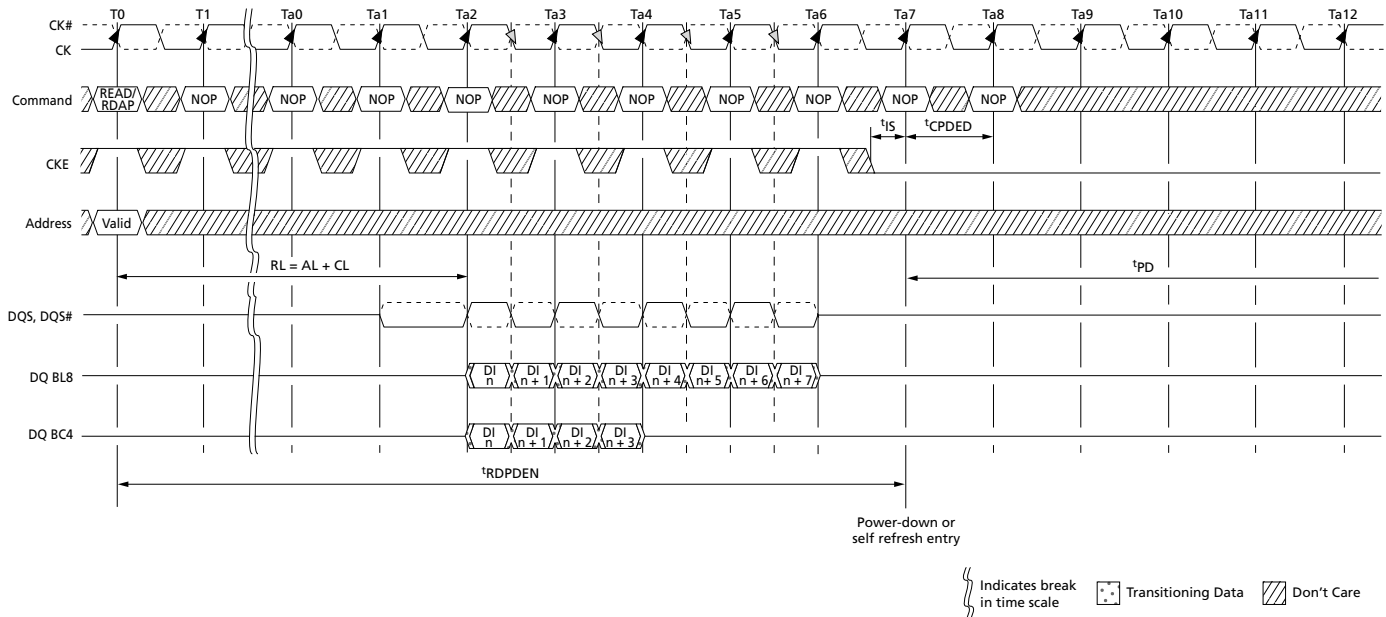 T0 T1 Ta0 Ta1 Ta2 Ta3 Ta4 Ta5 Ta6 Ta7 Ta8 Ta9 Ta10 Ta11 Ta12
CK#
CK
Command READ/ RDAP NOP NOP NOP NOP NOP NOP NOP NOP NOP NOP
tIS tCPDED
CKE
Address Valid
RL = AL + CL tPD
DQS, DQS#
DQ BL8 DI n DI n + 1 DI n + 2 DI n + 3 DI n + 4 DI n + 5 DI n + 6 DI n + 7
DQ BC4 DI n DI n + 1 DI n + 2 DI n + 3
tRDPDEN
Power-down or
self refresh entry
Indicates break
in time scale
Transitioning Data
Don't Care